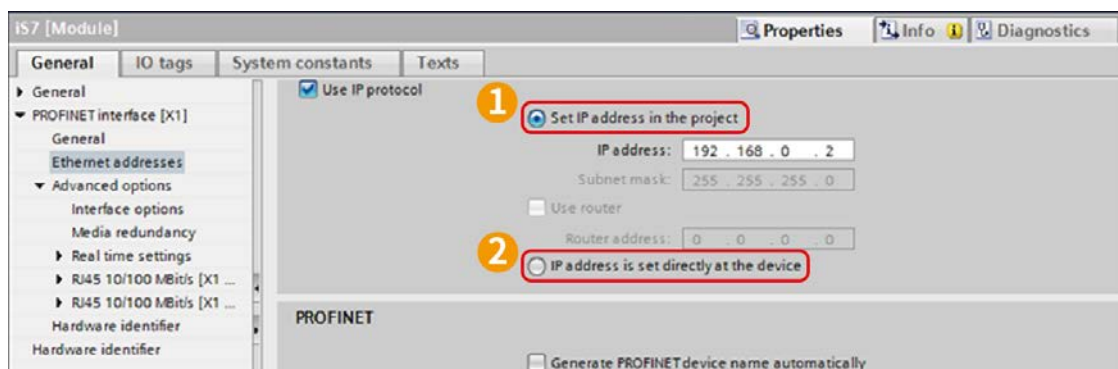 iS7 [Module]
Properties
Info
Diagnostics
General
IO tags
System constants
Texts
General
PROFINET interface [X1]
General
Ethernet addresses
Advanced options
Interface options
Media redundancy
Real time settings
RJ45 10/100 MBit/s [X1 ...
RJ45 10/100 MBit/s [X1 ...
Hardware identifier
Hardware identifier
Use IP protocol
1
Set IP address in the project
IP address: 192 . 168 . 0 . 2
Subnet mask: 255 . 255 . 255 . 0
Use router
Router address: 0 . 0 . 0 . 0
2
IP address is set directly at the device
PROFINET
Generate PROFINET device name automatically